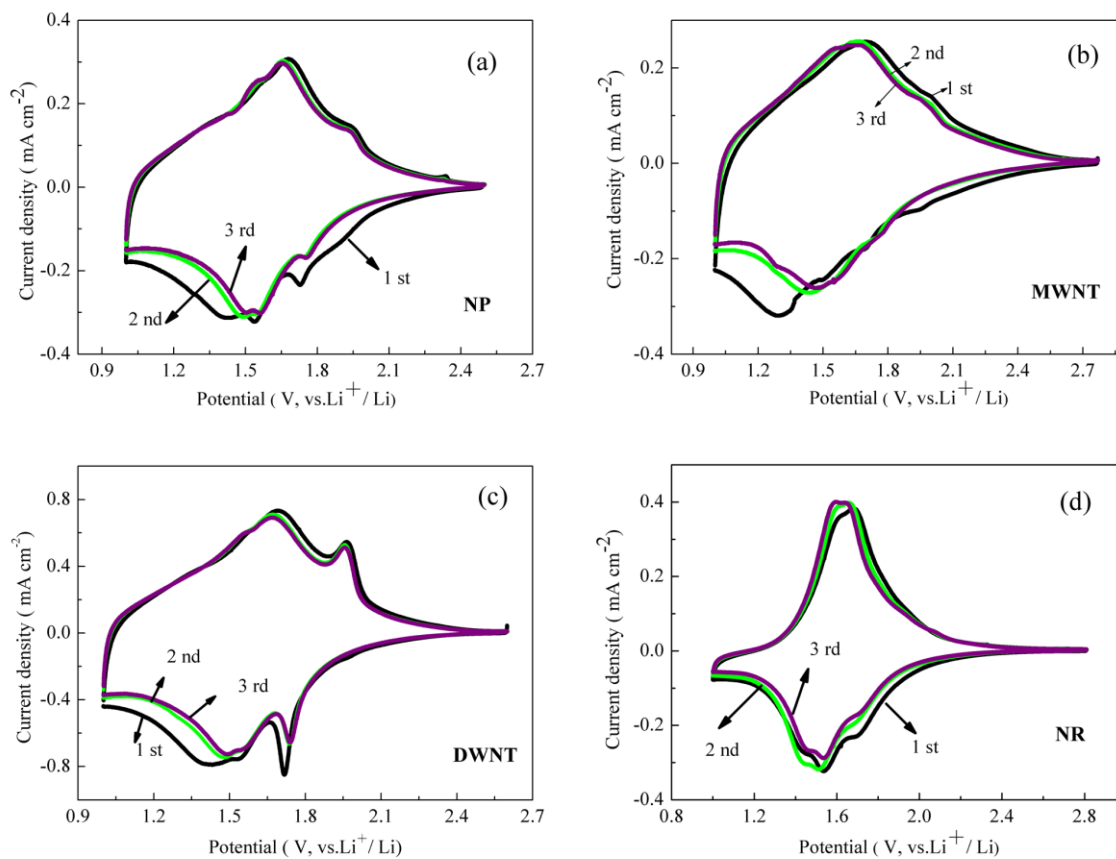 (a)
0.4
0.2
0.0
-0.2
-0.4
Current density ( mA cm-2)
3 rd
2 nd
1 st
NP
0.9 1.2 1.5 1.8 2.1 2.4 2.7
Potential ( V, vs.Li+ / Li)
(b)
0.4
0.2
0.0
-0.2
-0.4
Current density ( mA cm-2)
2 nd
1 st
3 rd
MWNT
0.9 1.2 1.5 1.8 2.1 2.4 2.7
Potential ( V, vs.Li+ / Li)
(c)
0.8
0.4
0.0
-0.4
-0.8
Current density ( mA cm-2)
2 nd
3 rd
1 st
DWNT
0.9 1.2 1.5 1.8 2.1 2.4 2.7
Potential ( V, vs.Li+ / Li)
(d)
0.4
0.2
0.0
-0.2
-0.4
Current density ( mA cm-2)
3 rd
2 nd
1 st
NR
1.2 1.6 2.0 2.4 2.8
Potential ( V, vs.Li+ / Li)